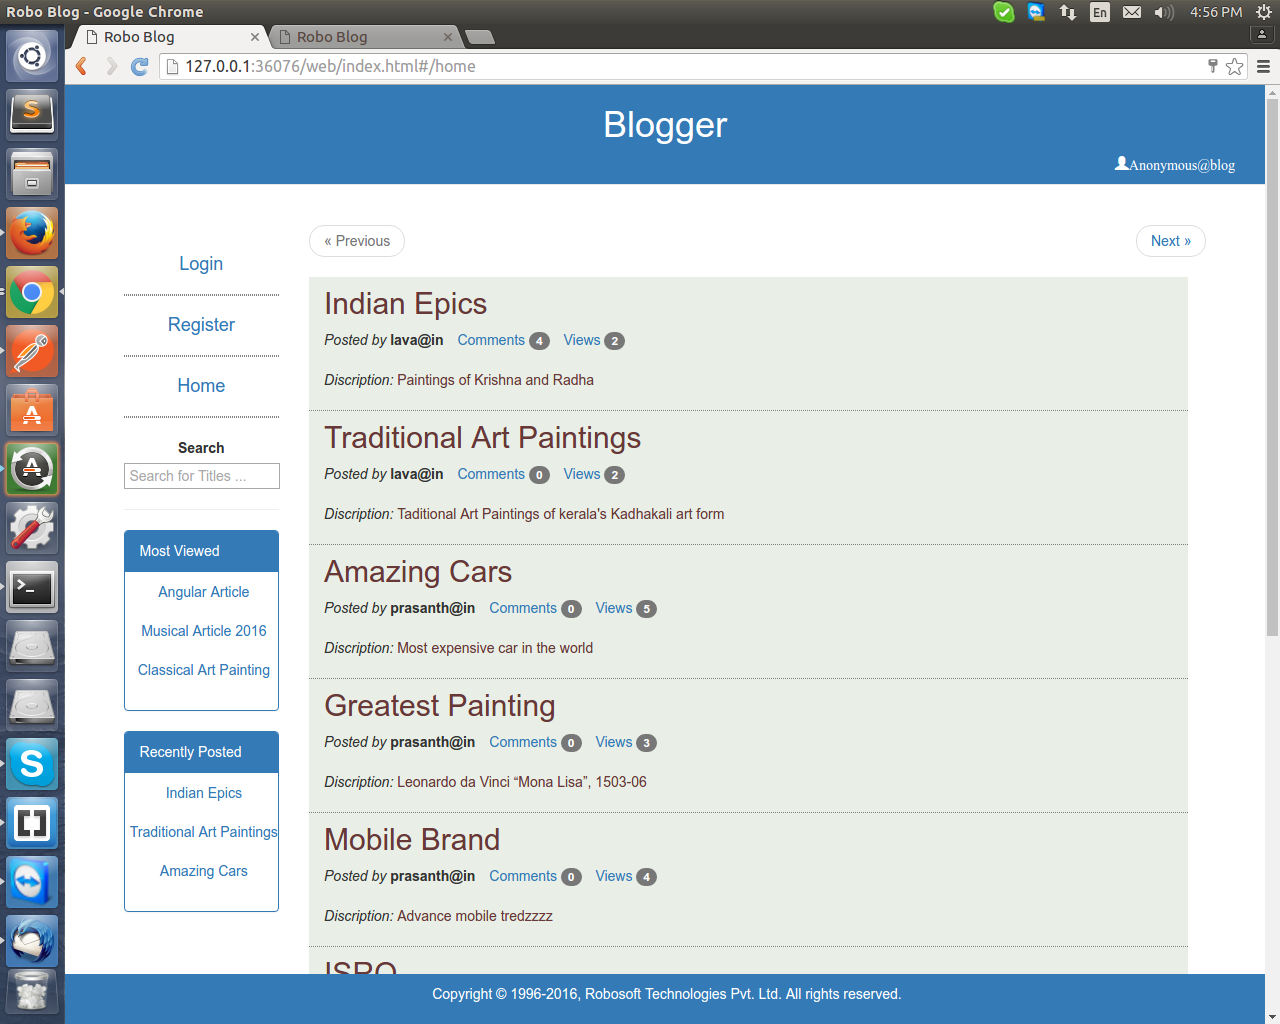 Robo Blog - Google Chrome
En
4:56 PM
Robo Blog
Robo Blog
127.0.0.1:36076/web/index.html#/home
Blogger
Anonymous@blog
« Previous
Next »
Login
Register
Home
Search
Search for Titles ...
Most Viewed
Angular Article
Musical Article 2016
Classical Art Painting
Recently Posted
Indian Epics
Traditional Art Paintings
Amazing Cars
Indian Epics
Posted by lava@in Comments 4 Views 2
Discription: Paintings of Krishna and Radha
Traditional Art Paintings
Posted by lava@in Comments 0 Views 2
Discription: Taditional Art Paintings of kerala's Kadhakali art form
Amazing Cars
Posted by prasanth@in Comments 0 Views 5
Discription: Most expensive car in the world
Greatest Painting
Posted by prasanth@in Comments 0 Views 3
Discription: Leonardo da Vinci “Mona Lisa”, 1503-06
Mobile Brand
Posted by prasanth@in Comments 0 Views 4
Discription: Advance mobile tredzzzz
ISRO
Copyright © 1996-2016, Robosoft Technologies Pvt. Ltd. All rights reserved.